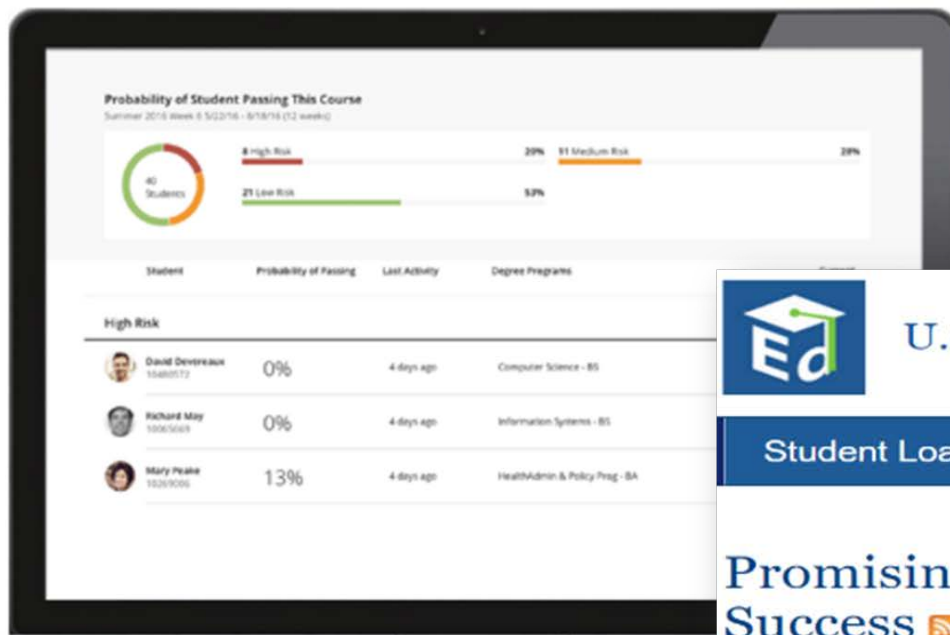 Probability of Student Passing This Course
Summer 2016 Week 6 5/22/16 - 8/18/16 (12 weeks)
40 Students
8 High Risk 20%
11 Medium Risk 28%
21 Low Risk 53%
Student Probability of Passing Last Activity Degree Programs
High Risk
David Devereaux 0% 4 days ago Computer Science - BS
10480572
Richard May 0% 4 days ago Information Systems - BS
10065069
Mary Peake 13% 4 days ago HealthAdmin & Policy Prog - BA
Ed
U.
Student Loa
Promisin
Success